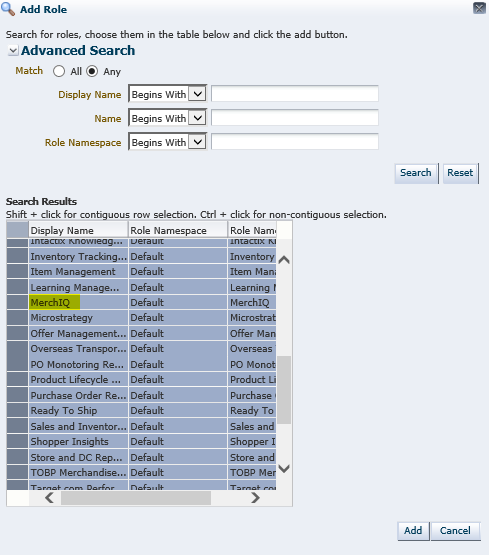 Add Role
Search for roles, choose them in the table below and click the add button.
Advanced Search
Match All Any
Display Name Begins With
Name Begins With
Role Namespace Begins With
Search Reset
Search Results
Shift + click for contiguous row selection. Ctrl + click for non-contiguous selection.
Display Name Role Namespace Role Name
Intactix Knowledg... Default Intactix K
Inventory Tracking... Default Inventory
Item Management Default Item Mana
Learning Manage... Default Learning M
MerchIQ Default MerchIQ
Microstrategy Default Microstrat
Offer Management... Default Offer Man
Overseas Transpor... Default Overseas
PO Monotoring Re... Default PO Monot
Product Lifecycle ... Default Product Li
Purchase Order Re... Default Purchase
Ready To Ship Default Ready To
Sales and Inventor... Default Sales and
Shopper Insights Default Shopper I
Store and DC Rep... Default Store and
TOBP Merchandise... Default TOBP Mer
Target.com Perfor... Default Target.com
Add Cancel